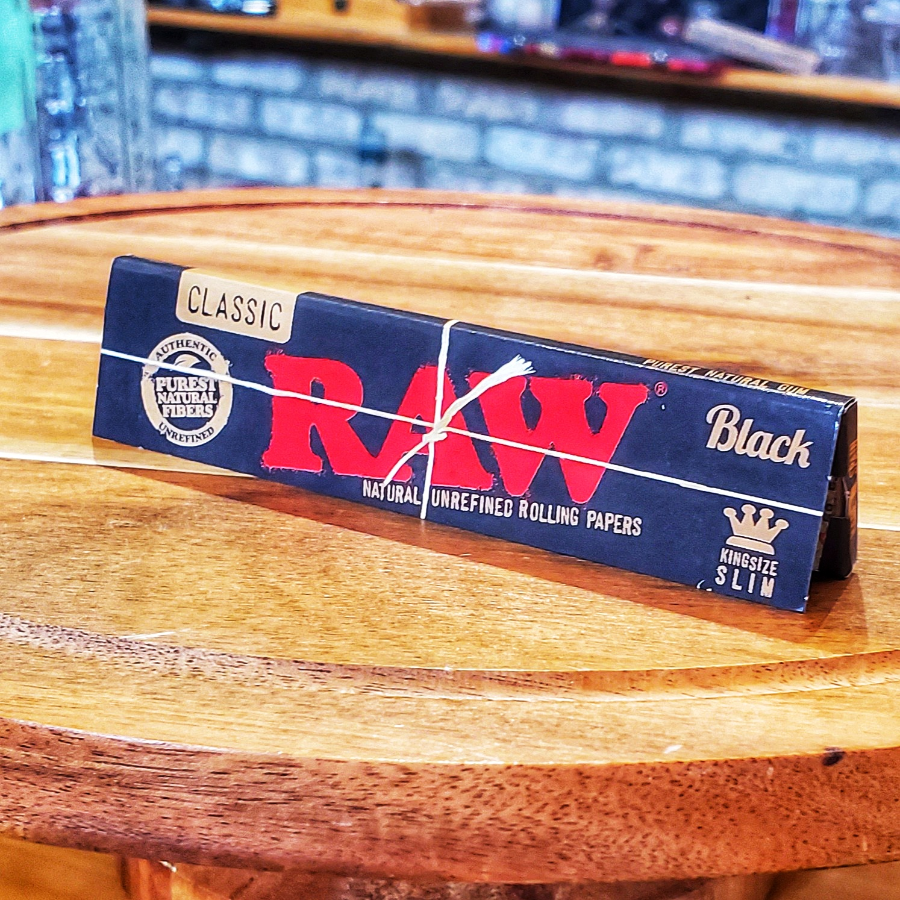 CLASSIC
AUTHENTIC
PUREST
NATURAL
FIBERS
UNREFINED
RAW®
NATURAL UNREFINED ROLLING PAPERS
PUREST NATURAL GUM
Black
KINGSIZE
SLIM